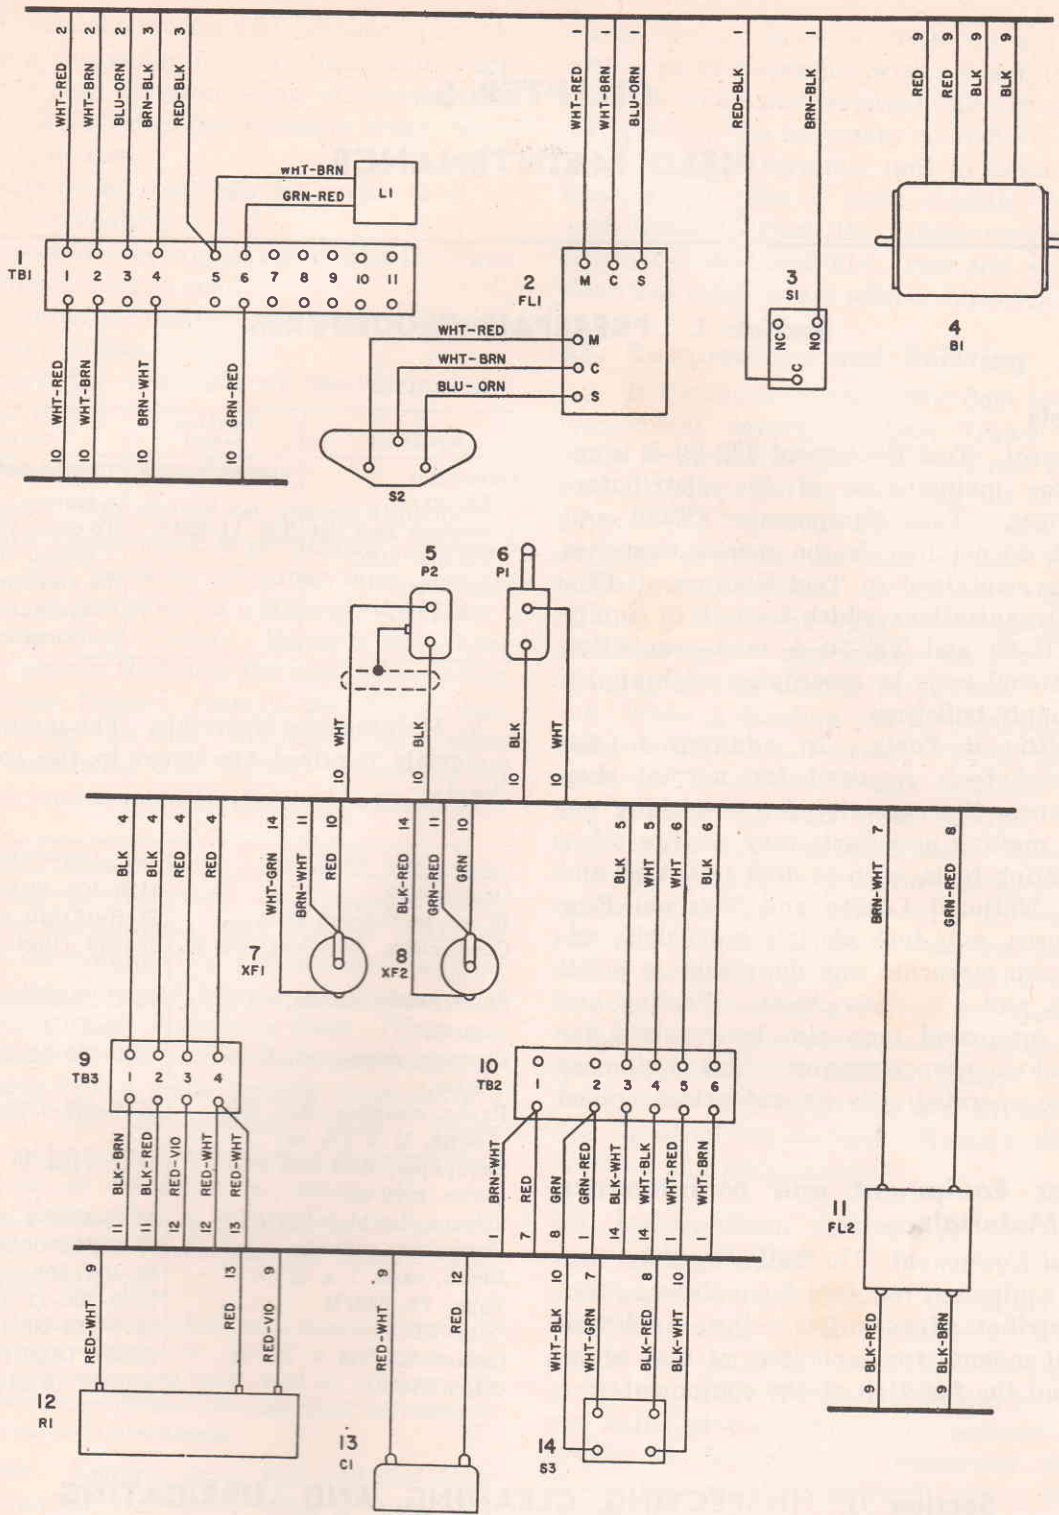 2 2 2 3 3 1 1 1 1 1 9 9 9 9
WHT-RED WHT-BRN BLU-ORN BRN-BLK RED-BLK WHT-RED WHT-BRN BLU-ORN RED-BLK BRN-BLK RED RED BLK BLK
WHT-BRN
GRN-RED
L1
1
TB1
1 2 3 4 5 6 7 8 9 10 11
2
FL1
M C S
3
S1
NC NO
C
4
B1
WHT-RED M
WHT-BRN C
BLU-ORN S
WHT-RED WHT-BRN BRN-WHT GRN-RED
10 10 10 10
S2
5
P2
6
P1
WHT BLK BLK WHT
10 10 10 10
4 4 4 4 14 11 10 14 11 10 5 5 6 6 7 8
BLK BLK RED RED WHT-GRN BRN-WHT RED BLK-RED GRN-RED GRN BLK WHT WHT BLK BRN-WHT GRN-RED
7
XF1
8
XF2
9
TB3
1 2 3 4
10
TB2
1 2 3 4 5 6
BLK-BRN BLK-RED RED-VIO RED-WHT RED-WHT BRN-WHT RED GRN GRN-RED BLK-WHT WHT-BLK WHT-RED WHT-BRN
11 11 12 12 13 1 7 8 1 14 14 1 1
11
FL2
9 13 9 9 12 10 7 8 10
RED-WHT RED RED-VIO RED-WHT RED WHT-BLK WHT-GRN BLK-RED BLK-WHT
BLK-RED BLK-BRN
9 9
12
R1
13
C1
14
S3